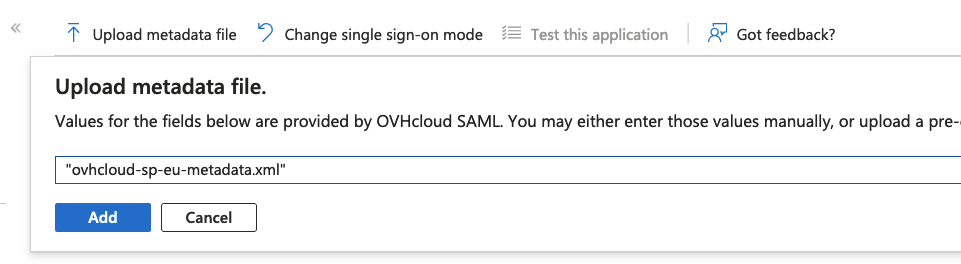 «
Upload metadata file Change single sign-on mode Test this application Got feedback?
Upload metadata file.
Values for the fields below are provided by OVHcloud SAML. You may either enter those values manually, or upload a pre-
"ovhcloud-sp-eu-metadata.xml"
Add Cancel